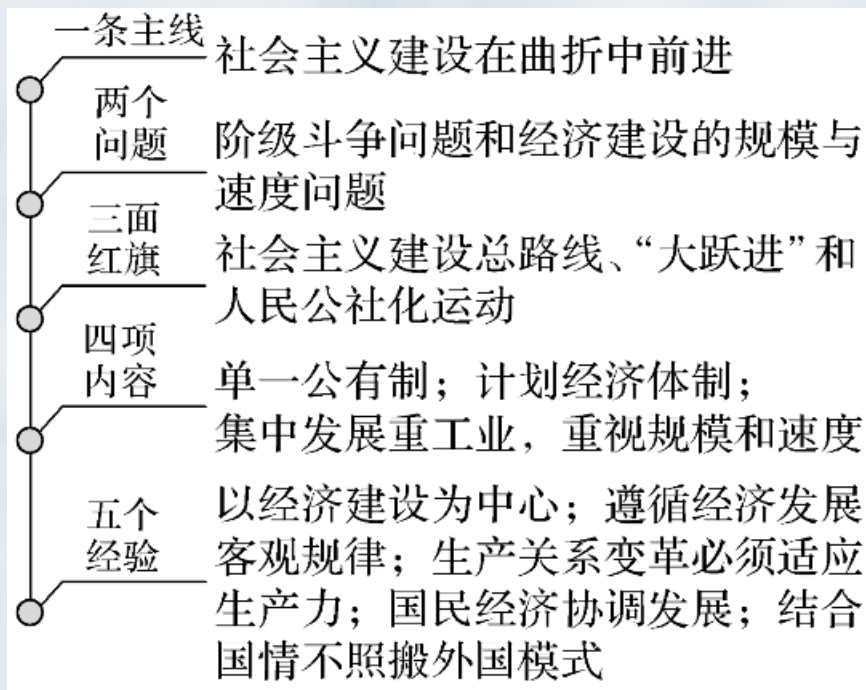 一条主线
社会主义建设在曲折中前进
两个
问题
阶级斗争问题和经济建设的规模与
速度问题
三面
红旗
社会主义建设总路线、“大跃进”和
人民公社化运动
四项
内容
单一公有制；计划经济体制；
集中发展重工业，重视规模和速度
五个
经验
以经济建设为中心；遵循经济发展
客观规律；生产关系变革必须适应
生产力；国民经济协调发展；结合
国情不照搬外国模式